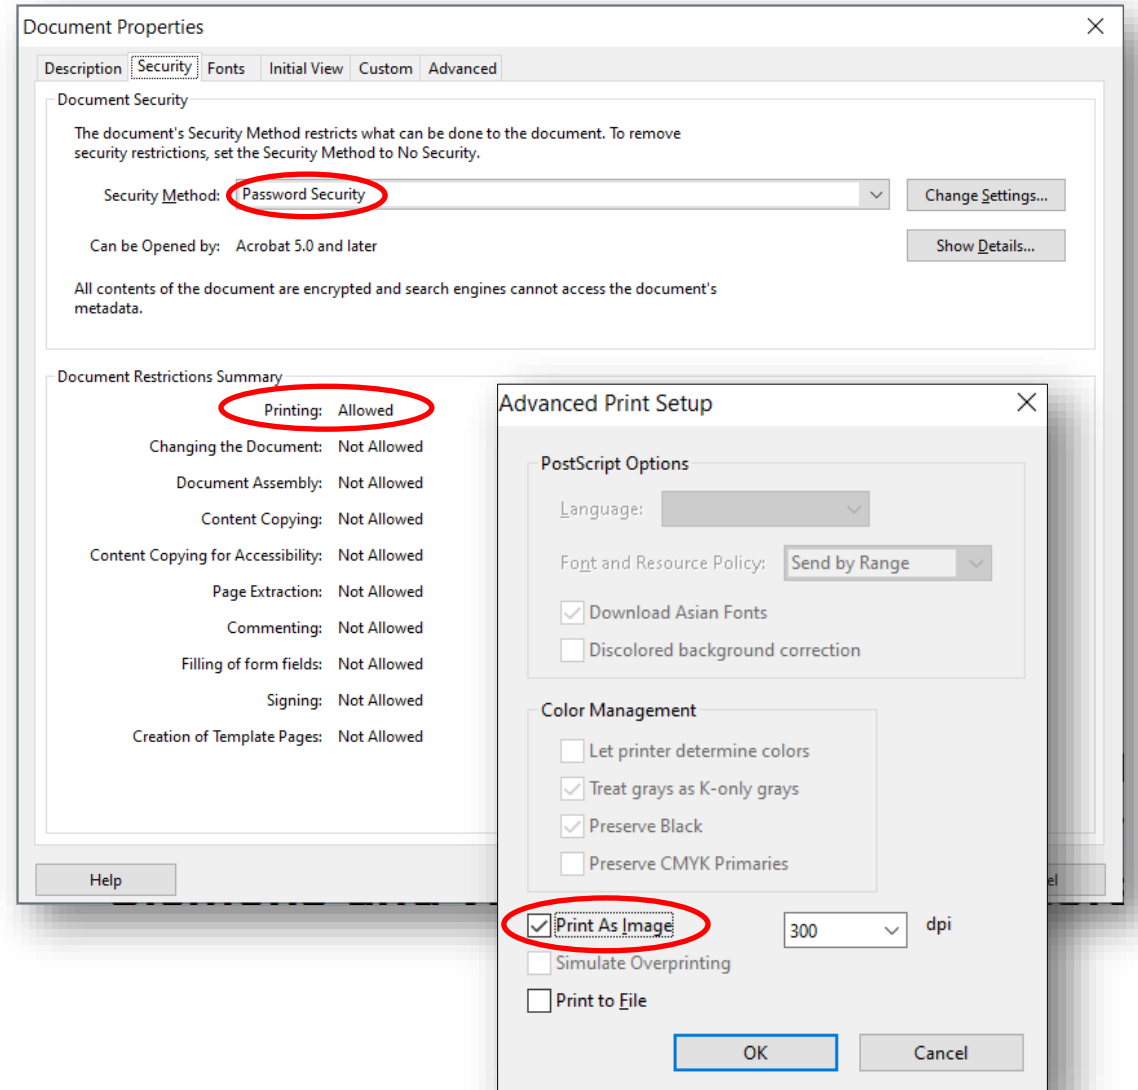 Document Properties
Description Security Fonts Initial View Custom Advanced
Document Security
The document's Security Method restricts what can be done to the document. To remove
security restrictions, set the Security Method to No Security.
Security Method: Password Security Change Settings...
Can be Opened by: Acrobat 5.0 and later Show Details...
All contents of the document are encrypted and search engines cannot access the document's
metadata.
Document Restrictions Summary
Printing: Allowed
Changing the Document: Not Allowed
Document Assembly: Not Allowed
Content Copying: Not Allowed
Content Copying for Accessibility: Not Allowed
Page Extraction: Not Allowed
Commenting: Not Allowed
Filling of form fields: Not Allowed
Signing: Not Allowed
Creation of Template Pages: Not Allowed
Help el
Advanced Print Setup
PostScript Options
Language:
Font and Resource Policy: Send by Range
Download Asian Fonts
Discolored background correction
Color Management
Let printer determine colors
Treat grays as K-only grays
Preserve Black
Preserve CMYK Primaries
Print As Image 300 dpi
Simulate Overprinting
Print to File
OK Cancel